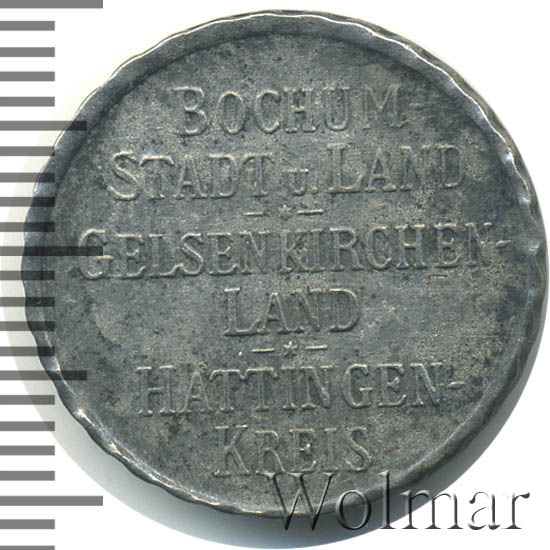 BOCHUM-
STADT U. LAND
GELSENKIRCHEN-
LAND
HATTINGEN-
KREIS
Wolmar